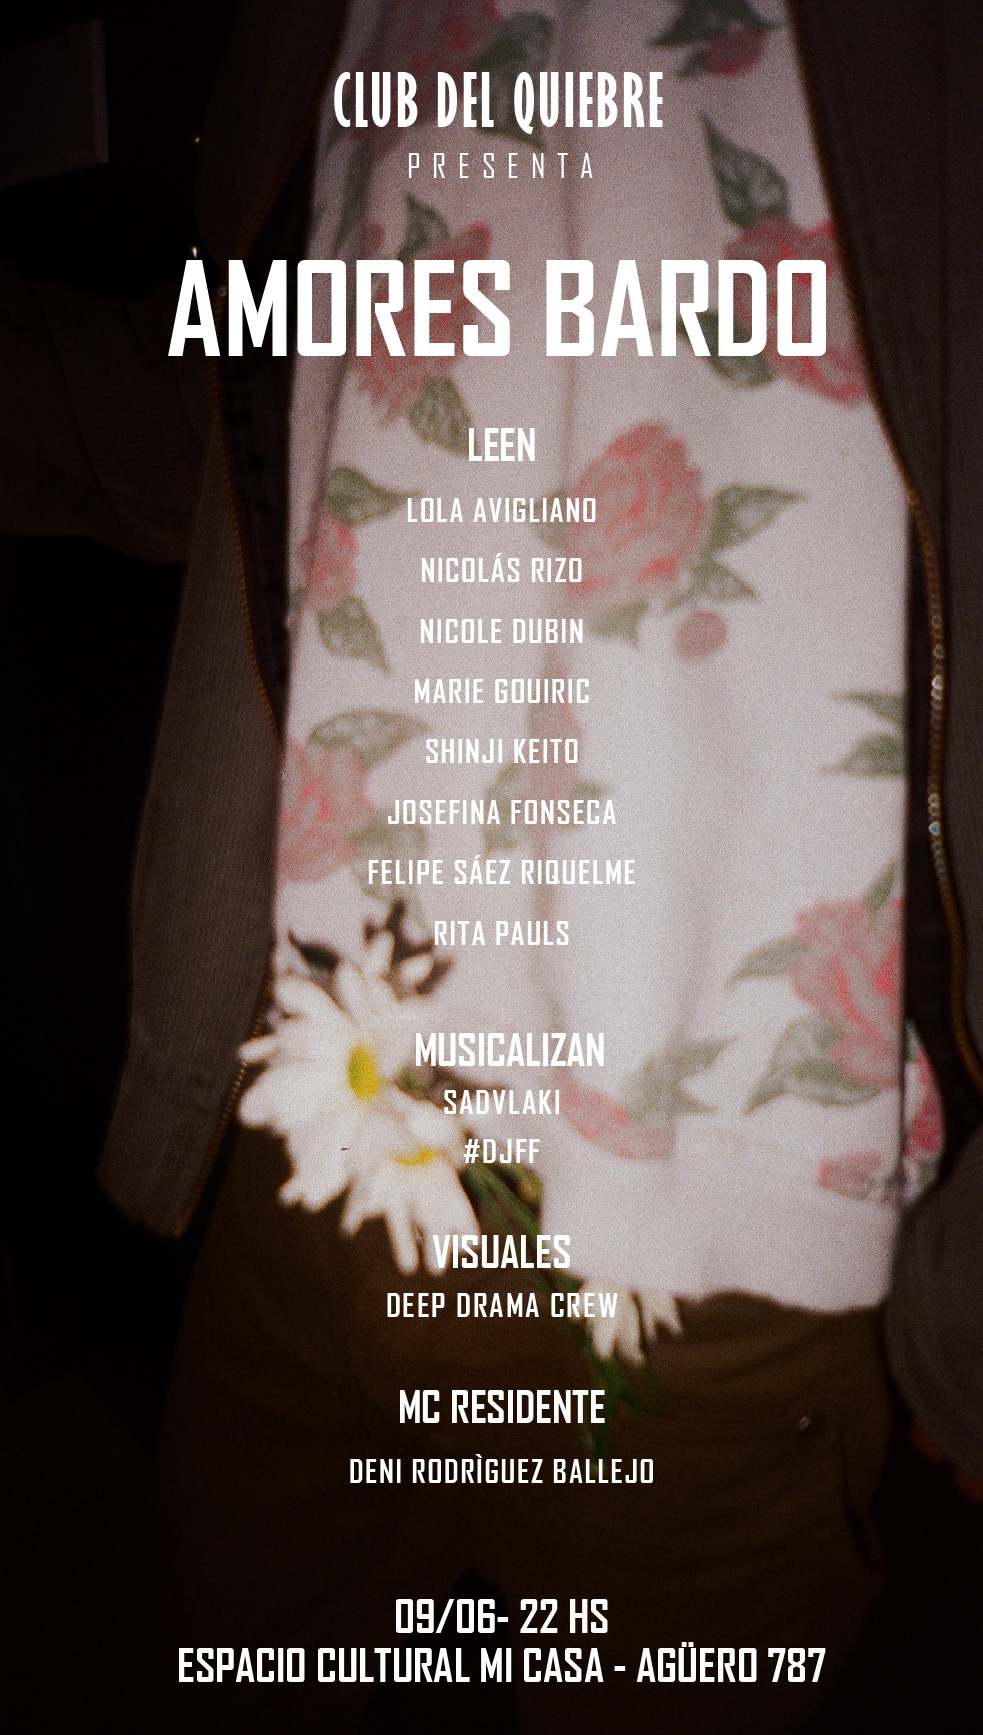 CLUB DEL QUIEBRE
PRESENTA
AMORES BARDO
LEEN
LOLA AVIGLIANO
NICOLÁS RIZO
NICOLE DUBIN
MARIE GOUIRIC
SHINJI KEITO
JOSEFINA FONSECA
FELIPE SÁEZ RIQUELME
RITA PAULS
MUSICALIZAN
SADVLAKI
#DJFF
VISUALES
DEEP DRAMA CREW
MC RESIDENTE
DENI RODRÌGUEZ BALLEJO
09/06- 22 HS
ESPACIO CULTURAL MI CASA - AGÜERO 787